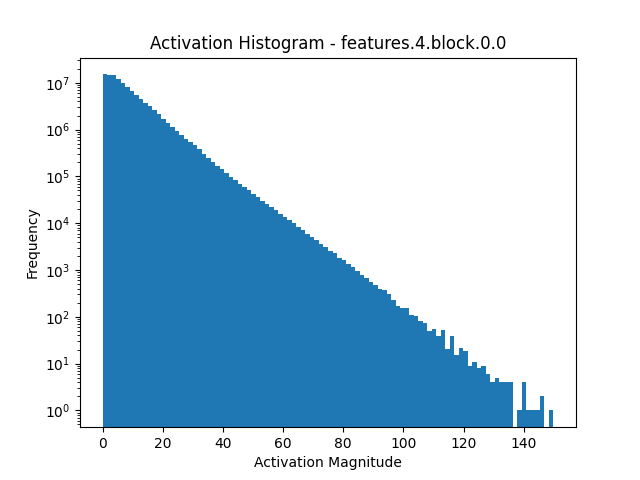 Activation Histogram - features.4.block.0.0
Frequency
10⁷
10⁶
10⁵
10⁴
10³
10²
10¹
10⁰
0 20 40 60 80 100 120 140
Activation Magnitude